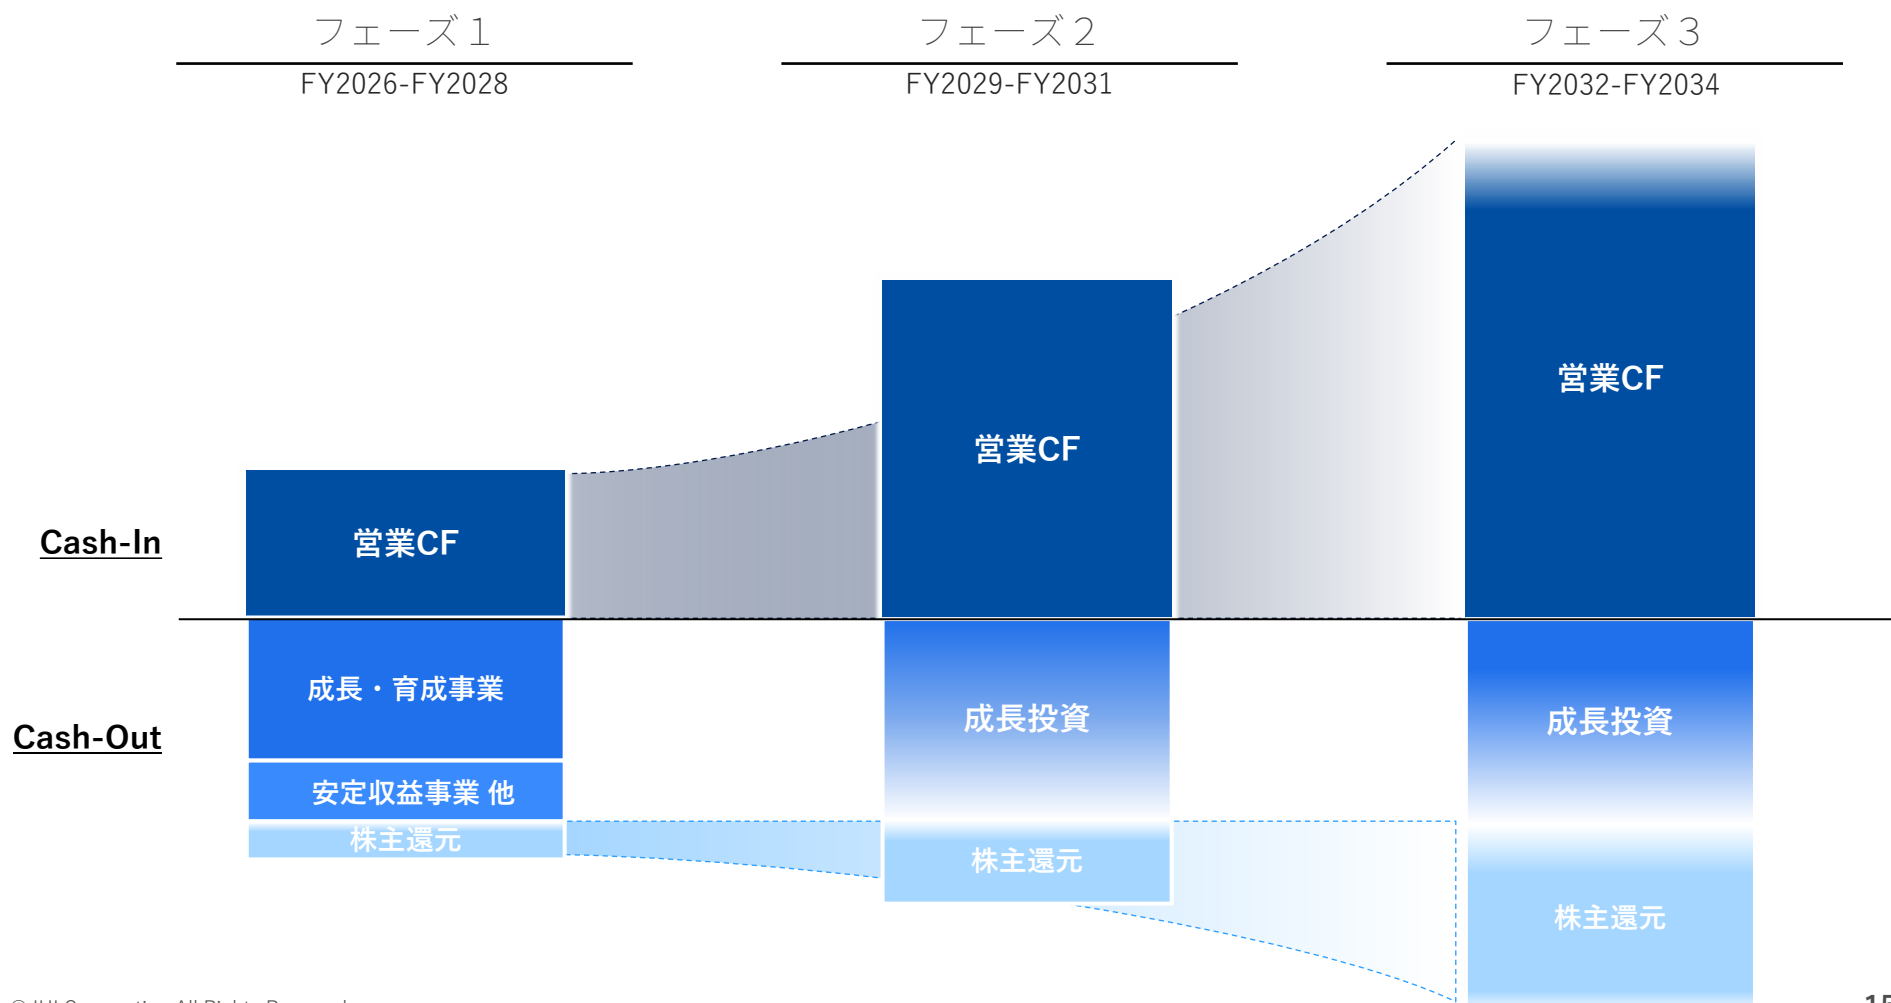 フェーズ１
フェーズ２
フェーズ３
FY2026-FY2028
FY2029-FY2031
FY2032-FY2034
Cash-In
営業CF
営業CF
営業CF
Cash-Out
成長・育成事業
安定収益事業 他
株主還元
成長投資
株主還元
成長投資
株主還元